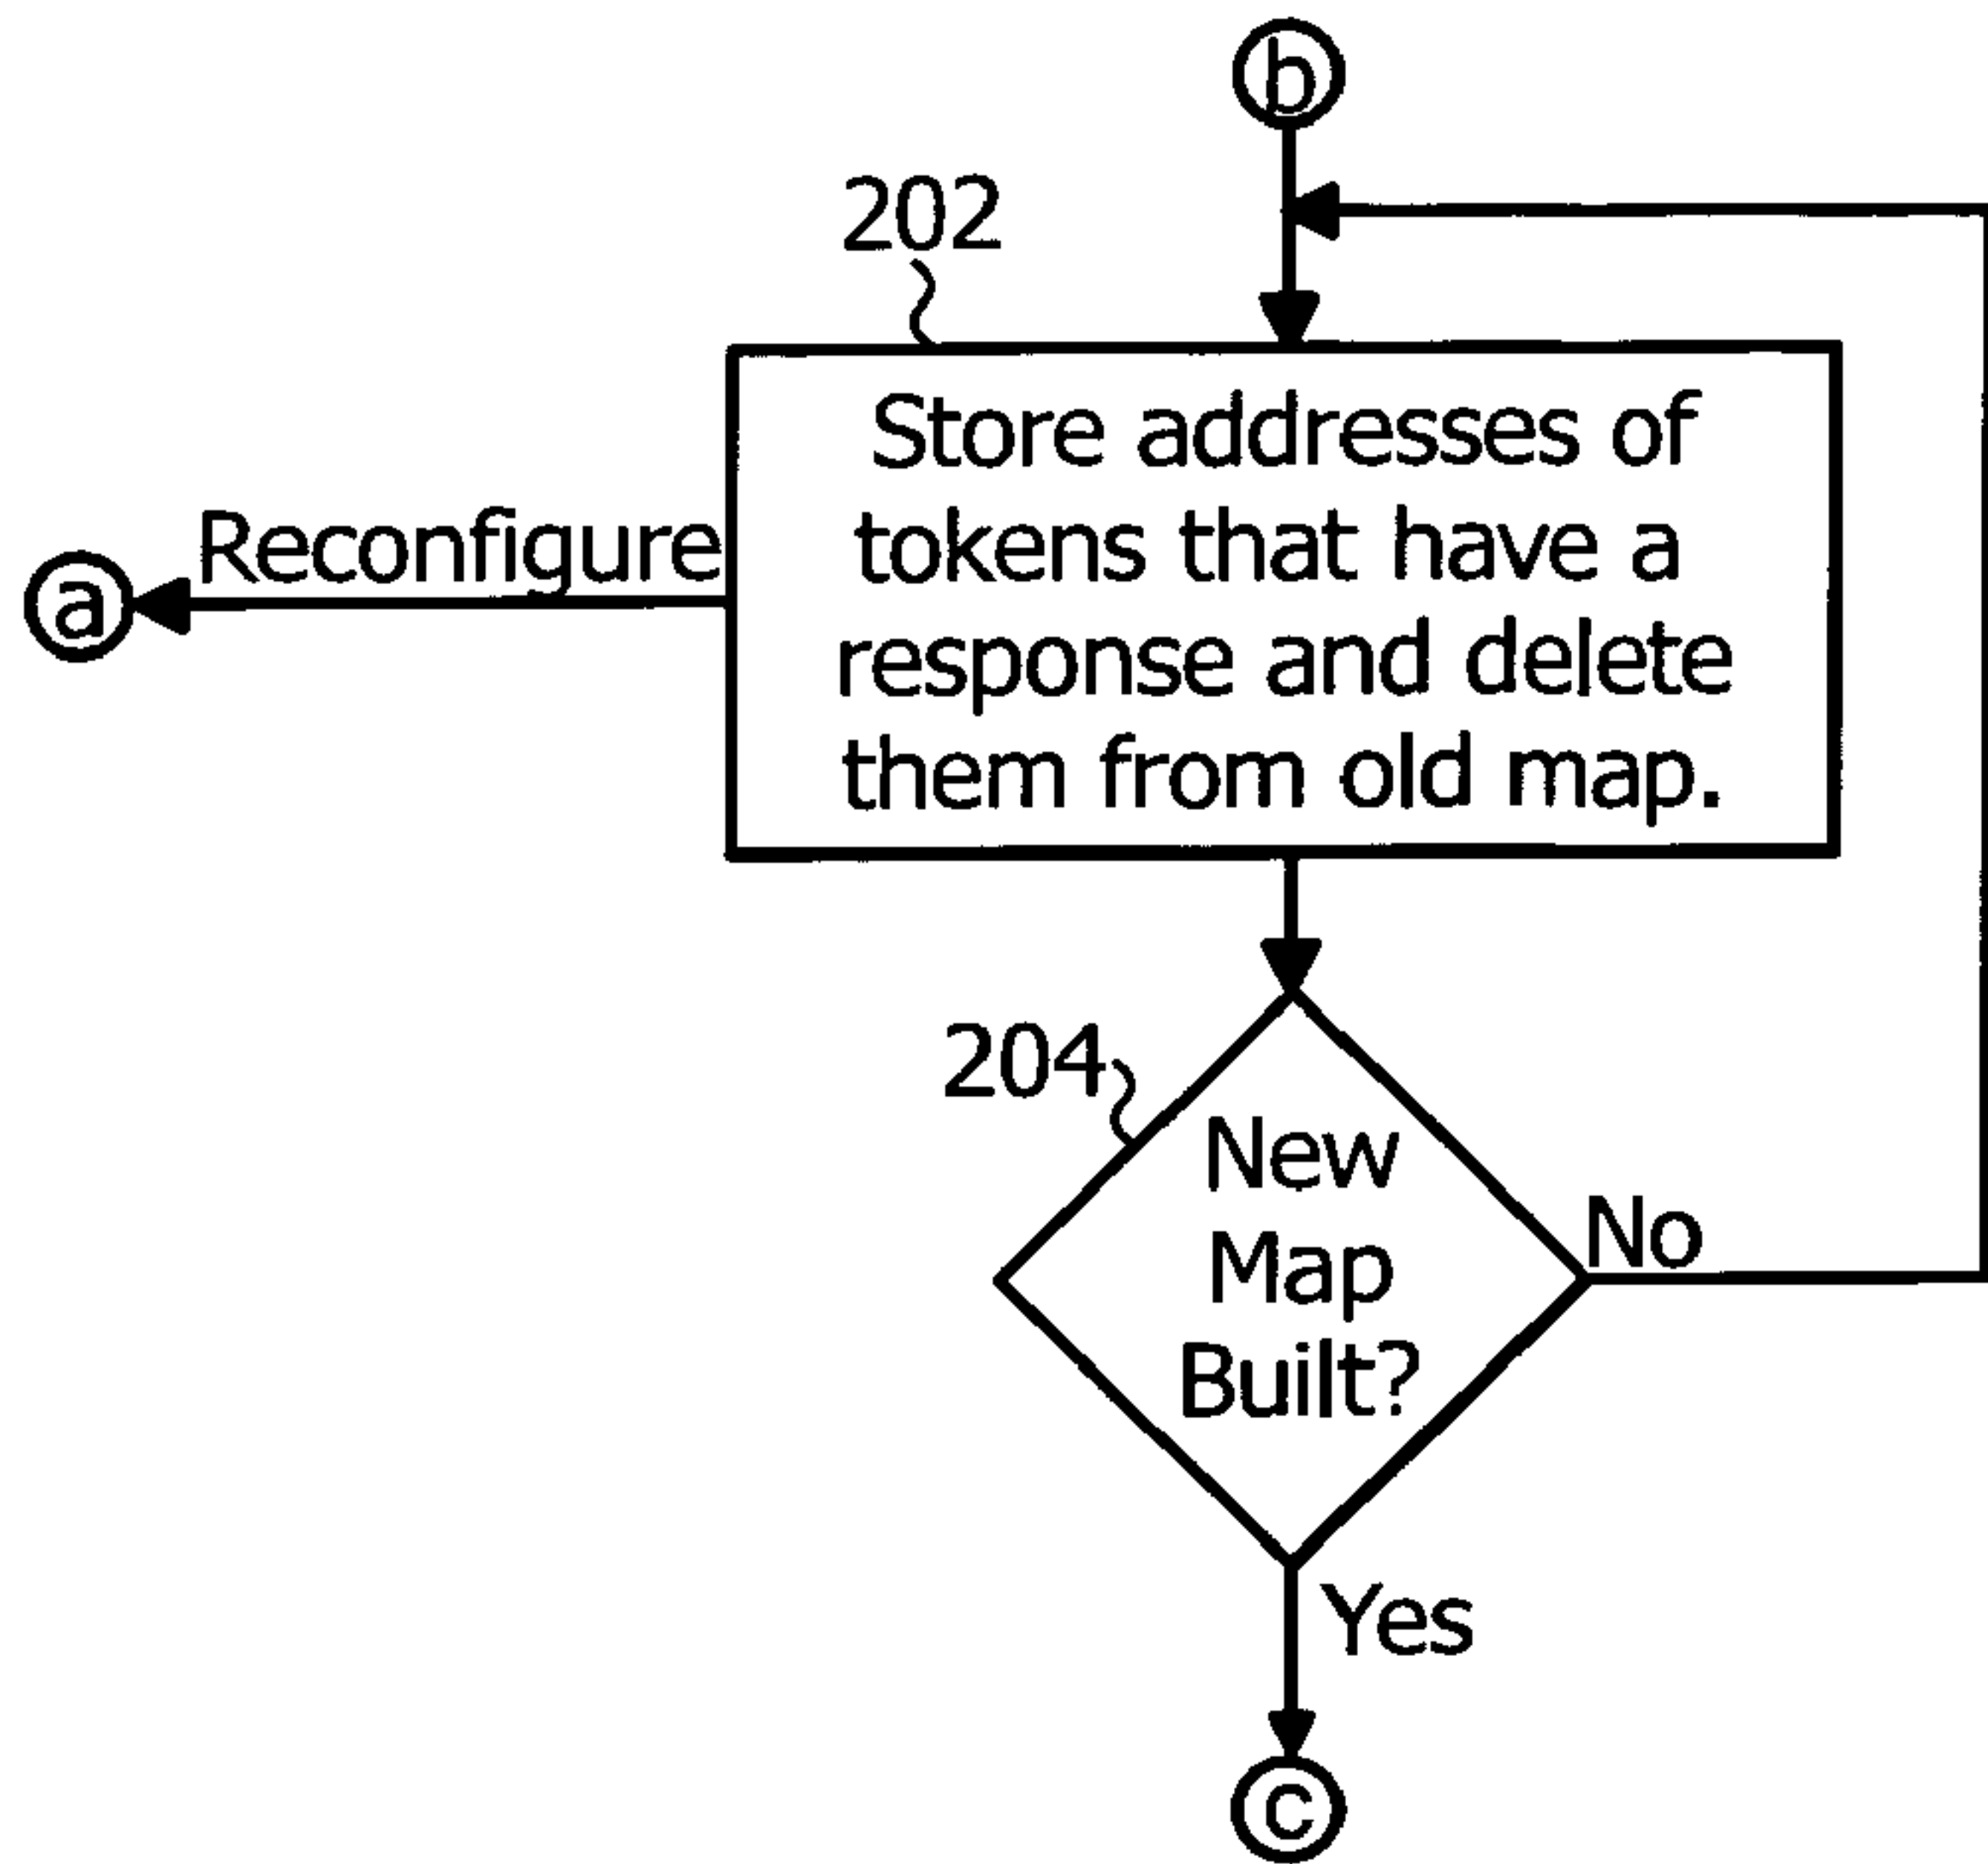 b
202
Store addresses of
tokens that have a
response and delete
them from old map.
Reconfigure
a
204
New
Map
Built?
No
Yes
c